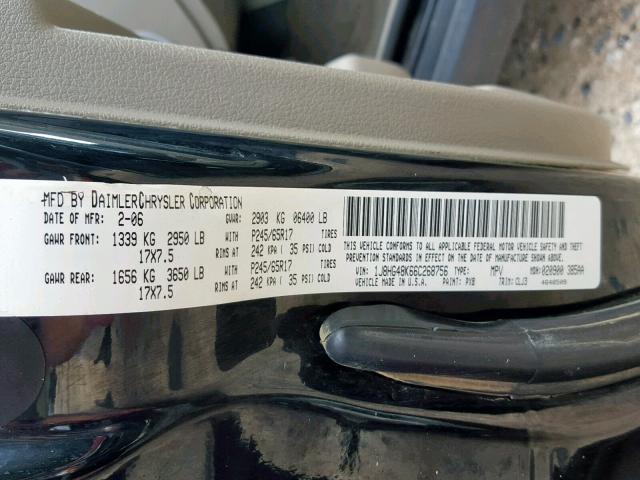 MFD BY DAIMLERCHRYSLER CORPORATION
DATE OF MFR: 2-06 GVWR: 2903 KG 06400 LB
GAWR FRONT: 1339 KG 2950 LB WITH P245/65R17 TIRES
17X7.5 RIMS AT 242 KPA ( 35 PSI) COLD
GAWR REAR: 1656 KG 3650 LB WITH P245/65R17 TIRES
17X7.5 RIMS AT 242 KPA ( 35 PSI) COLD
THIS VEHICLE CONFORMS TO ALL APPLICABLE FEDERAL MOTOR VEHICLE SAFETY AND THEFT
PREVENTION STANDARDS IN EFFECT ON THE DATE OF MANUFACTURE SHOWN ABOVE.
VIN: 1J8HG48K66C268756 TYPE: MPV MDH: 020900 385AA
VEHICLE MADE IN U.S.A. PAINT: PXB TRIM: CLJ3